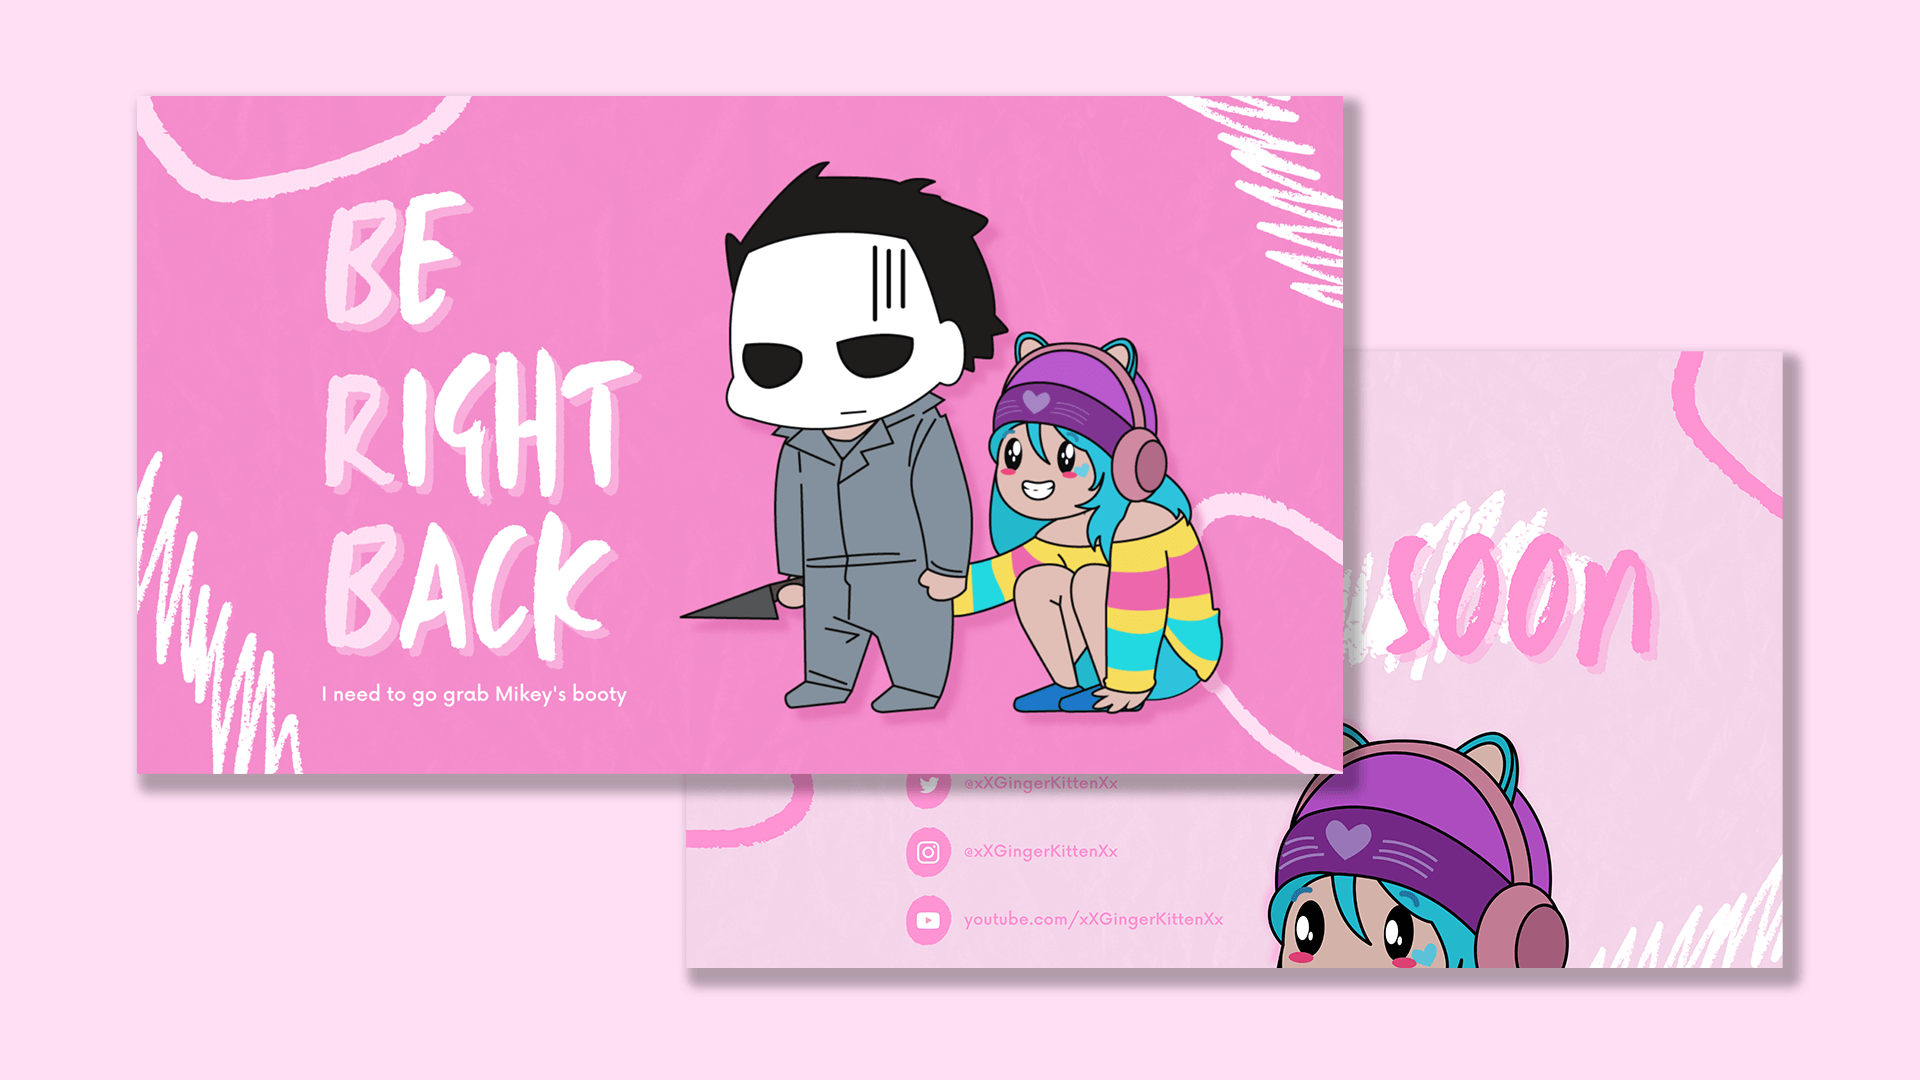 BE
RIGHT
BACK
I need to go grab Mikey's booty
soon
@xXGingerKittenXx
@xXGingerKittenXx
youtube.com/xXGingerKittenXx